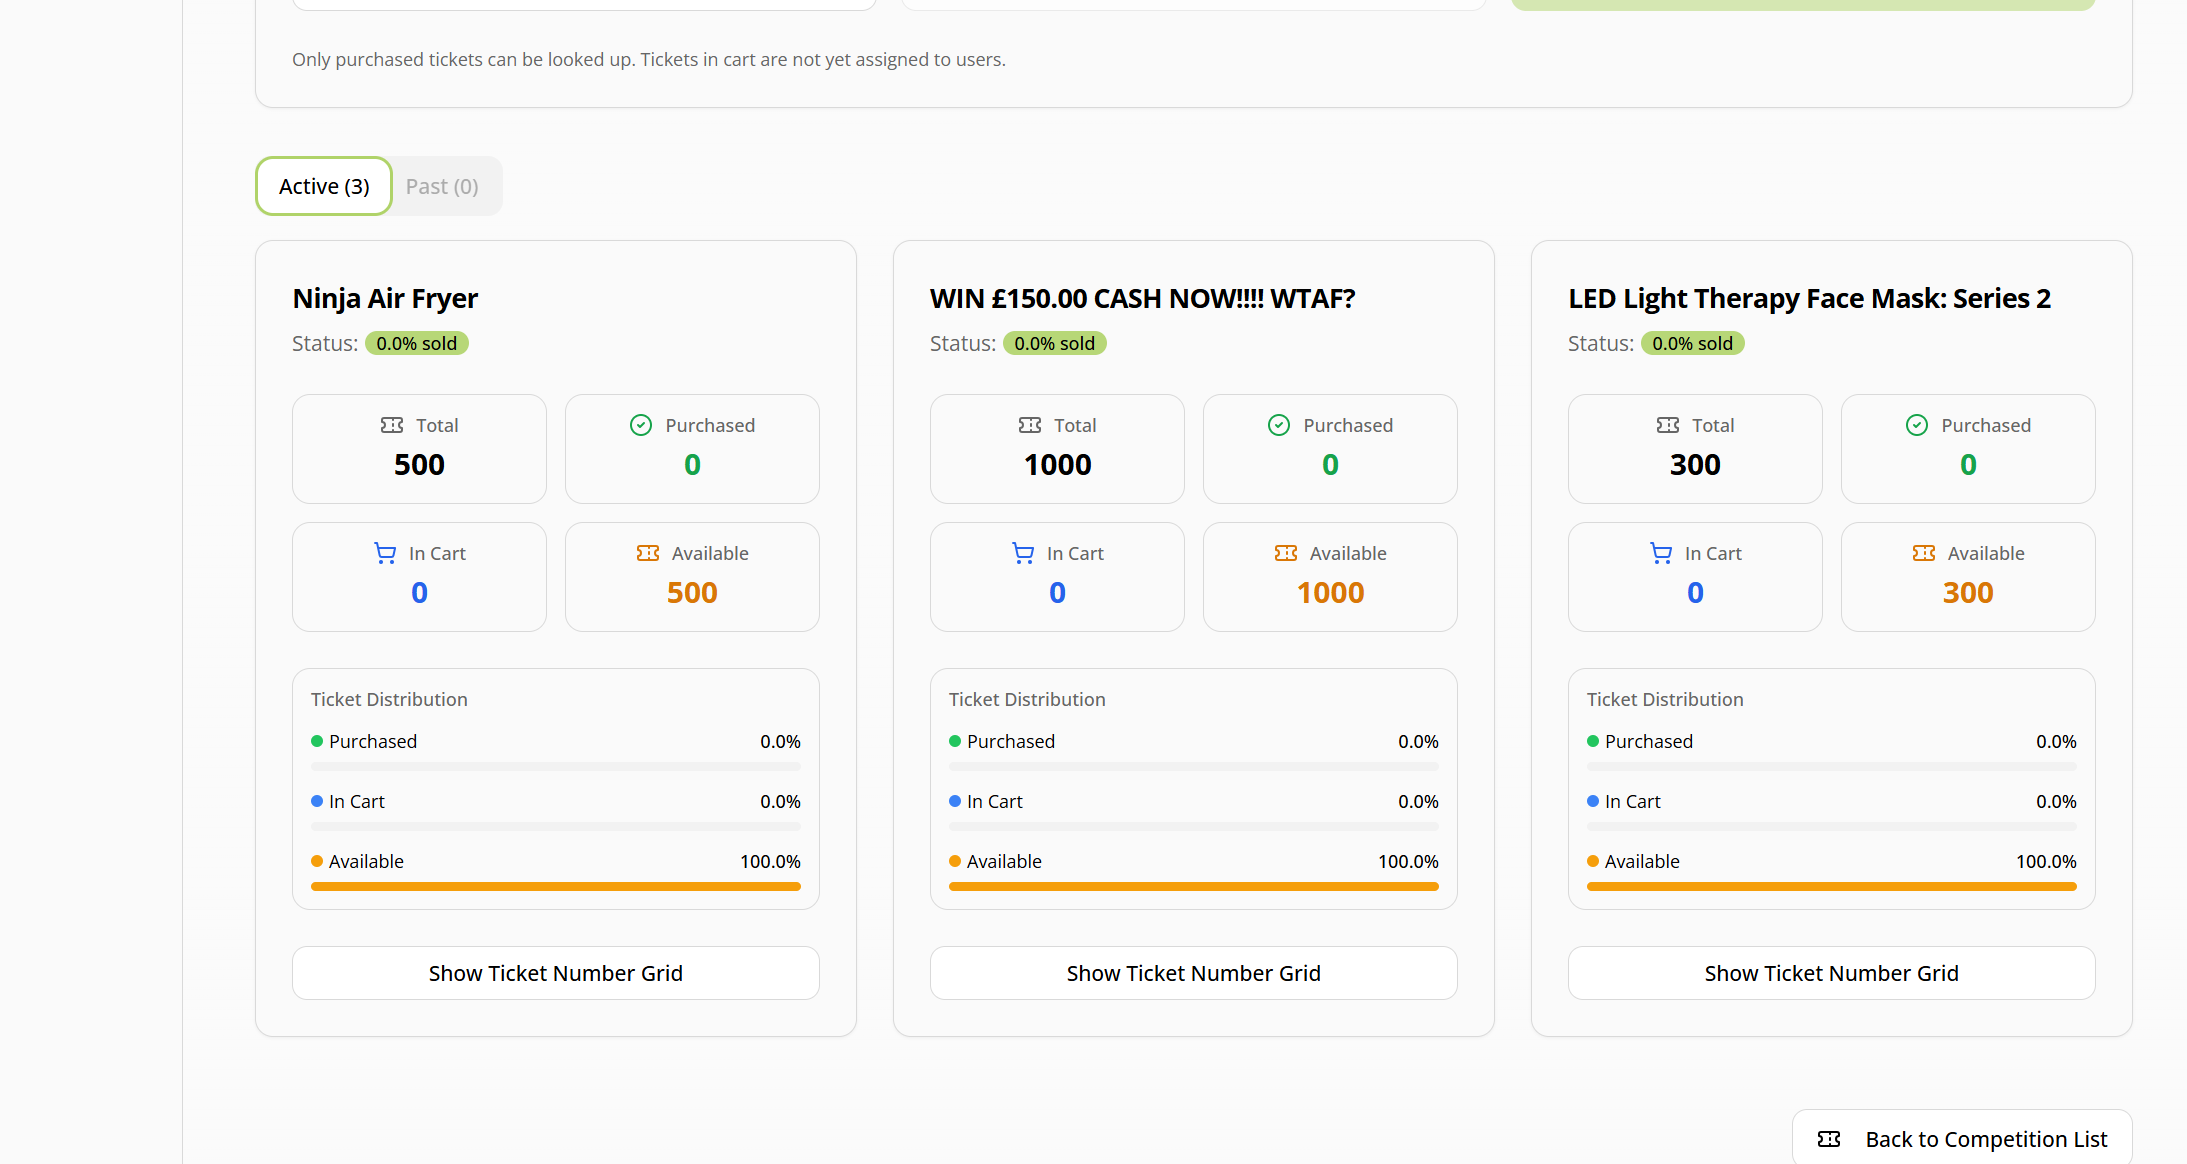 Only purchased tickets can be looked up. Tickets in cart are not yet assigned to users.
Active (3)
Past (0)
Ninja Air Fryer
Status: 0.0% sold
Total
500
Purchased
0
In Cart
0
Available
500
Ticket Distribution
Purchased 0.0%
In Cart 0.0%
Available 100.0%
Show Ticket Number Grid
WIN £150.00 CASH NOW!!!! WTAF?
Status: 0.0% sold
Total
1000
Purchased
0
In Cart
0
Available
1000
Ticket Distribution
Purchased 0.0%
In Cart 0.0%
Available 100.0%
Show Ticket Number Grid
LED Light Therapy Face Mask: Series 2
Status: 0.0% sold
Total
300
Purchased
0
In Cart
0
Available
300
Ticket Distribution
Purchased 0.0%
In Cart 0.0%
Available 100.0%
Show Ticket Number Grid
Back to Competition List